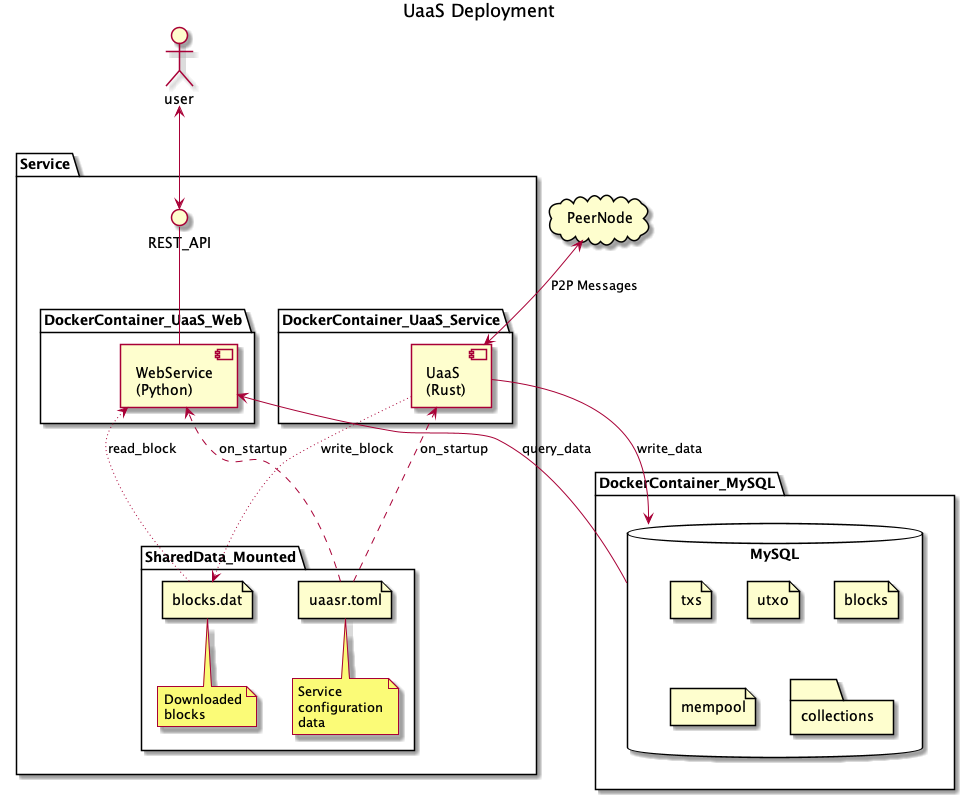 UaaS Deployment
user
Service
PeerNode
REST_API
P2P Messages
DockerContainer_UaaS_Web
DockerContainer_UaaS_Service
WebService
(Python)
UaaS
(Rust)
read_block
on_startup
write_block
on_startup
query_data
write_data
DockerContainer_MySQL
SharedData_Mounted
MySQL
blocks.dat
uaasr.toml
txs
utxo
blocks
Downloaded
blocks
Service
configuration
data
mempool
collections